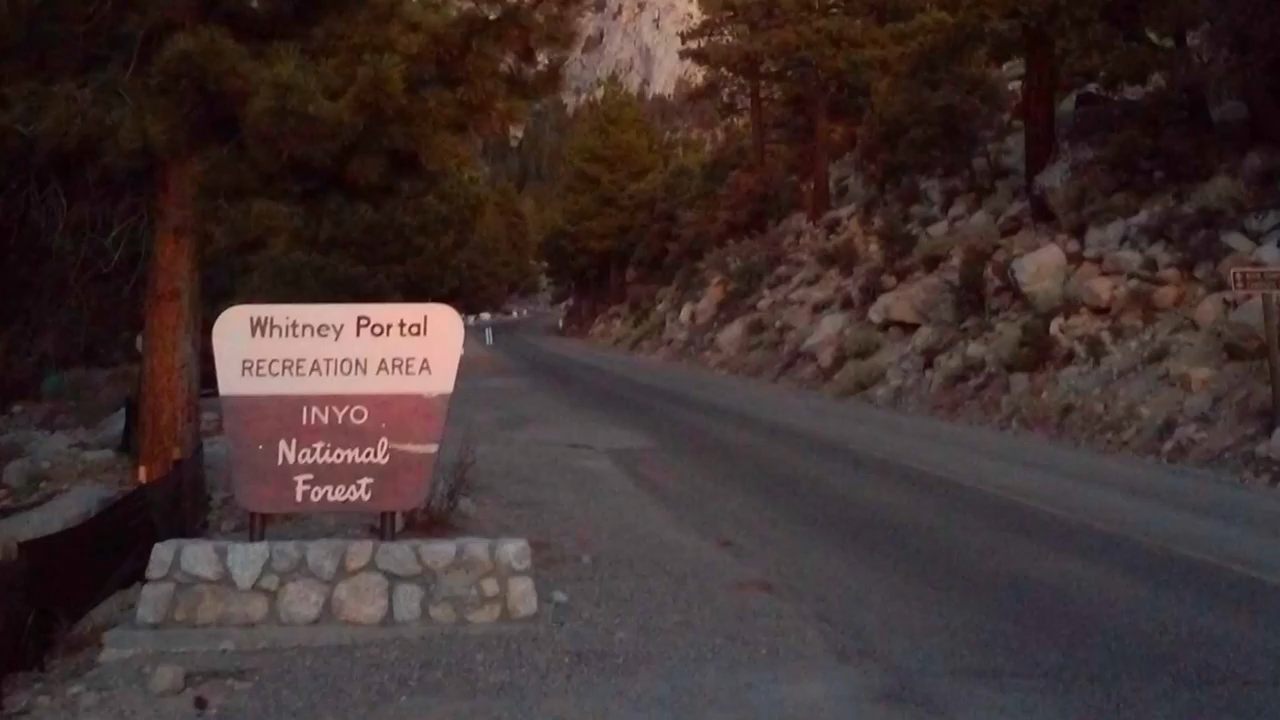 Whitney Portal
RECREATION AREA
INYO
National
Forest